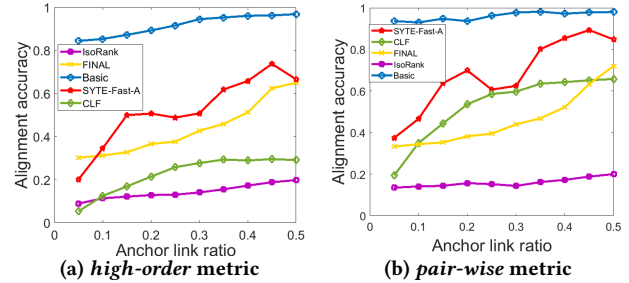 1
0.8
0.6
0.4
0.2
0
Alignment accuracy
IsoRank
FINAL
Basic
SYTE-Fast-A
CLF
0 0.1 0.2 0.3 0.4 0.5
Anchor link ratio
(a) high-order metric
1
0.8
0.6
0.4
0.2
0
Alignment accuracy
SYTE-Fast-A
CLF
FINAL
IsoRank
Basic
0 0.1 0.2 0.3 0.4 0.5
Anchor link ratio
(b) pair-wise metric